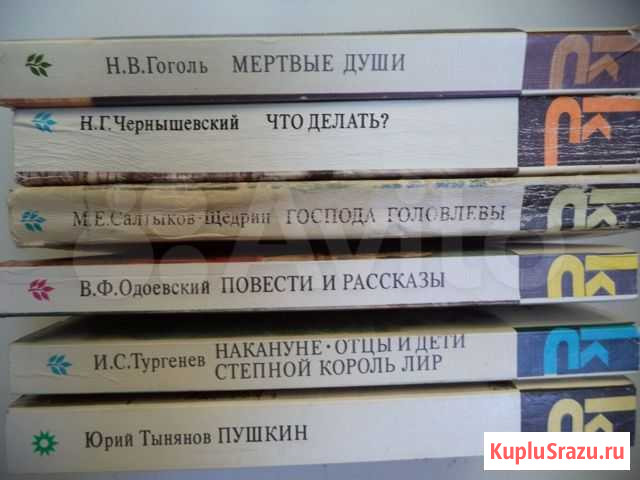 Н.В.Гоголь МЕРТВЫЕ ДУШИ
Н.Г.Чернышевский ЧТО ДЕЛАТЬ?
М.Е.Салтыков-Щедрин ГОСПОДА ГОЛОВЛЕВЫ
В.Ф.Одоевский ПОВЕСТИ И РАССКАЗЫ
И.С.Тургенев НАКАНУНЕ·ОТЦЫ И ДЕТИ
СТЕПНОЙ КОРОЛЬ ЛИР
Юрий Тынянов ПУШКИН
Avito
KupluSrazu.ru